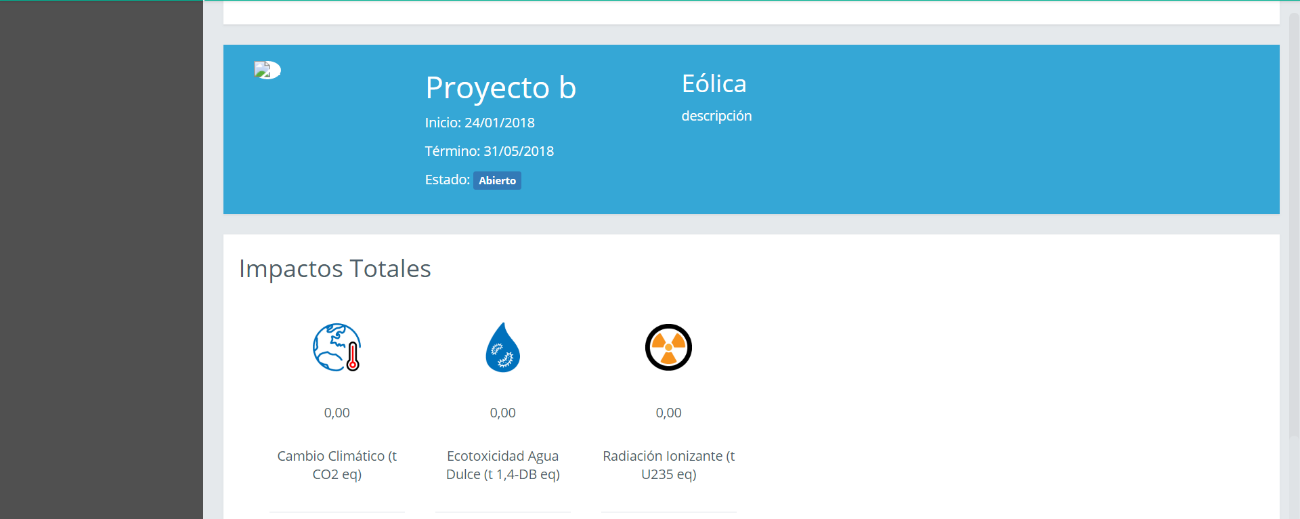 Proyecto b
Inicio: 24/01/2018
Término: 31/05/2018
Estado: Abierto
Eólica
descripción
Impactos Totales
0,00
Cambio Climático (t
CO2 eq)
0,00
Ecotoxicidad Agua
Dulce (t 1,4-DB eq)
0,00
Radiación Ionizante (t
U235 eq)